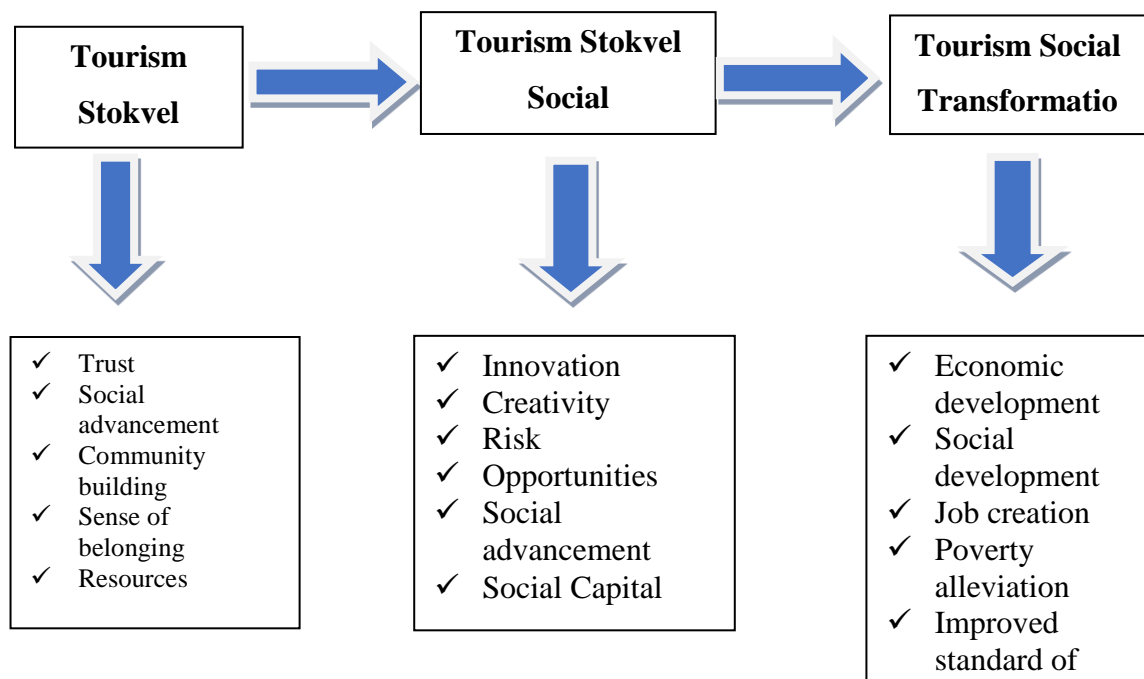 Tourism
Stokvel
Tourism Stokvel
Social
Tourism Social
Transformatio
✓ Trust
✓ Social
advancement
✓ Community
building
✓ Sense of
belonging
✓ Resources
✓ Innovation
✓ Creativity
✓ Risk
✓ Opportunities
✓ Social
advancement
✓ Social Capital
✓ Economic
development
✓ Social
development
✓ Job creation
✓ Poverty
alleviation
✓ Improved
standard of